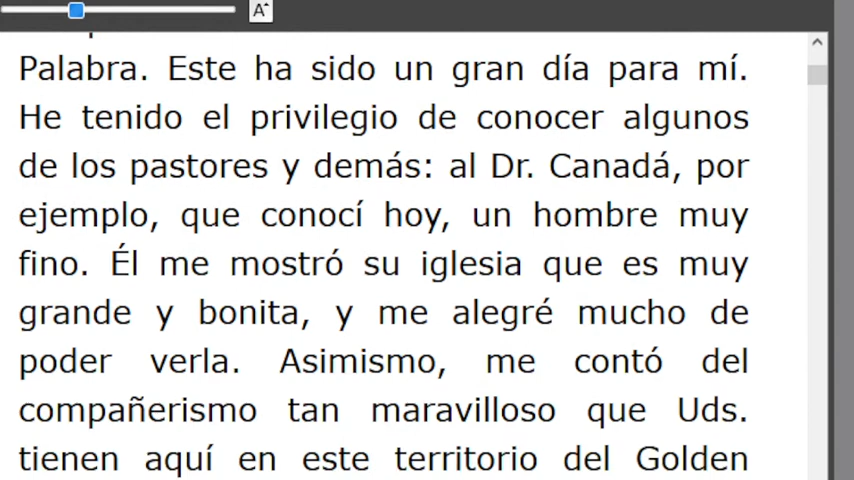 A
Palabra. Este ha sido un gran día para mí.
He tenido el privilegio de conocer algunos
de los pastores y demás: al Dr. Canadá, por
ejemplo, que conocí hoy, un hombre muy
fino. Él me mostró su iglesia que es muy
grande y bonita, y me alegré mucho de
poder verla. Asimismo, me contó del
compañerismo tan maravilloso que Uds.
tienen aquí en este territorio del Golden